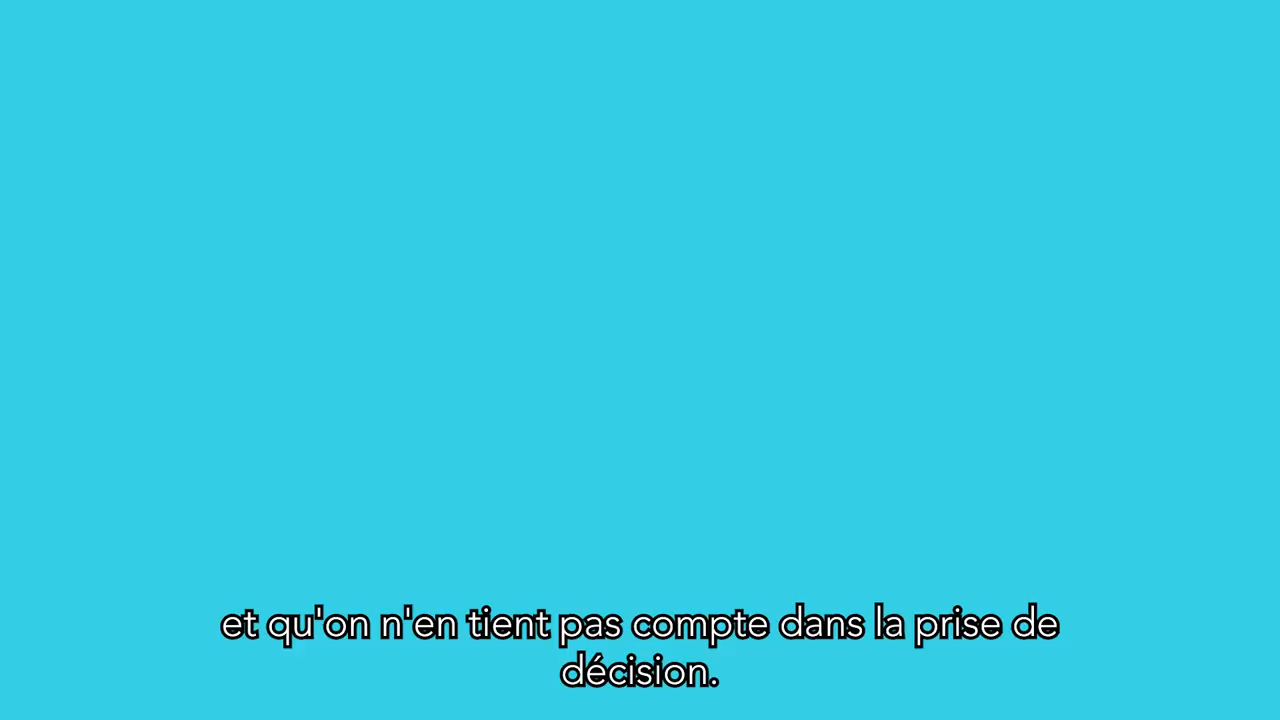 et qu'on n'en tient pas compte dans la prise de
décision.